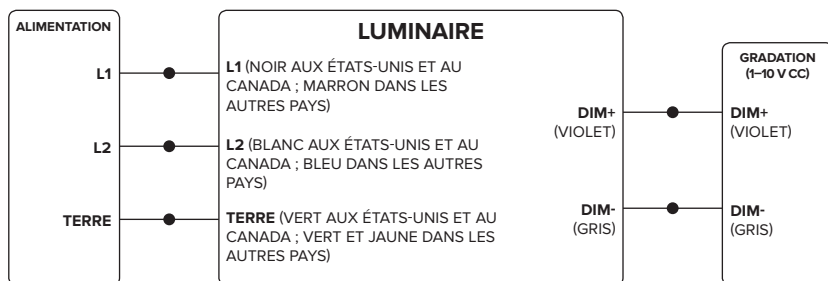 ALIMENTATION
L1
L2
TERRE
LUMINAIRE
L1 (NOIR AUX ÉTATS-UNIS ET AU
CANADA ; MARRON DANS LES
AUTRES PAYS)
L2 (BLANC AUX ÉTATS-UNIS ET AU
CANADA ; BLEU DANS LES AUTRES
PAYS)
TERRE (VERT AUX ÉTATS-UNIS ET AU
CANADA ; VERT ET JAUNE DANS LES
AUTRES PAYS)
DIM+
(VIOLET)
DIM-
(GRIS)
GRADATION
(1–10 V CC)
DIM+
(VIOLET)
DIM-
(GRIS)